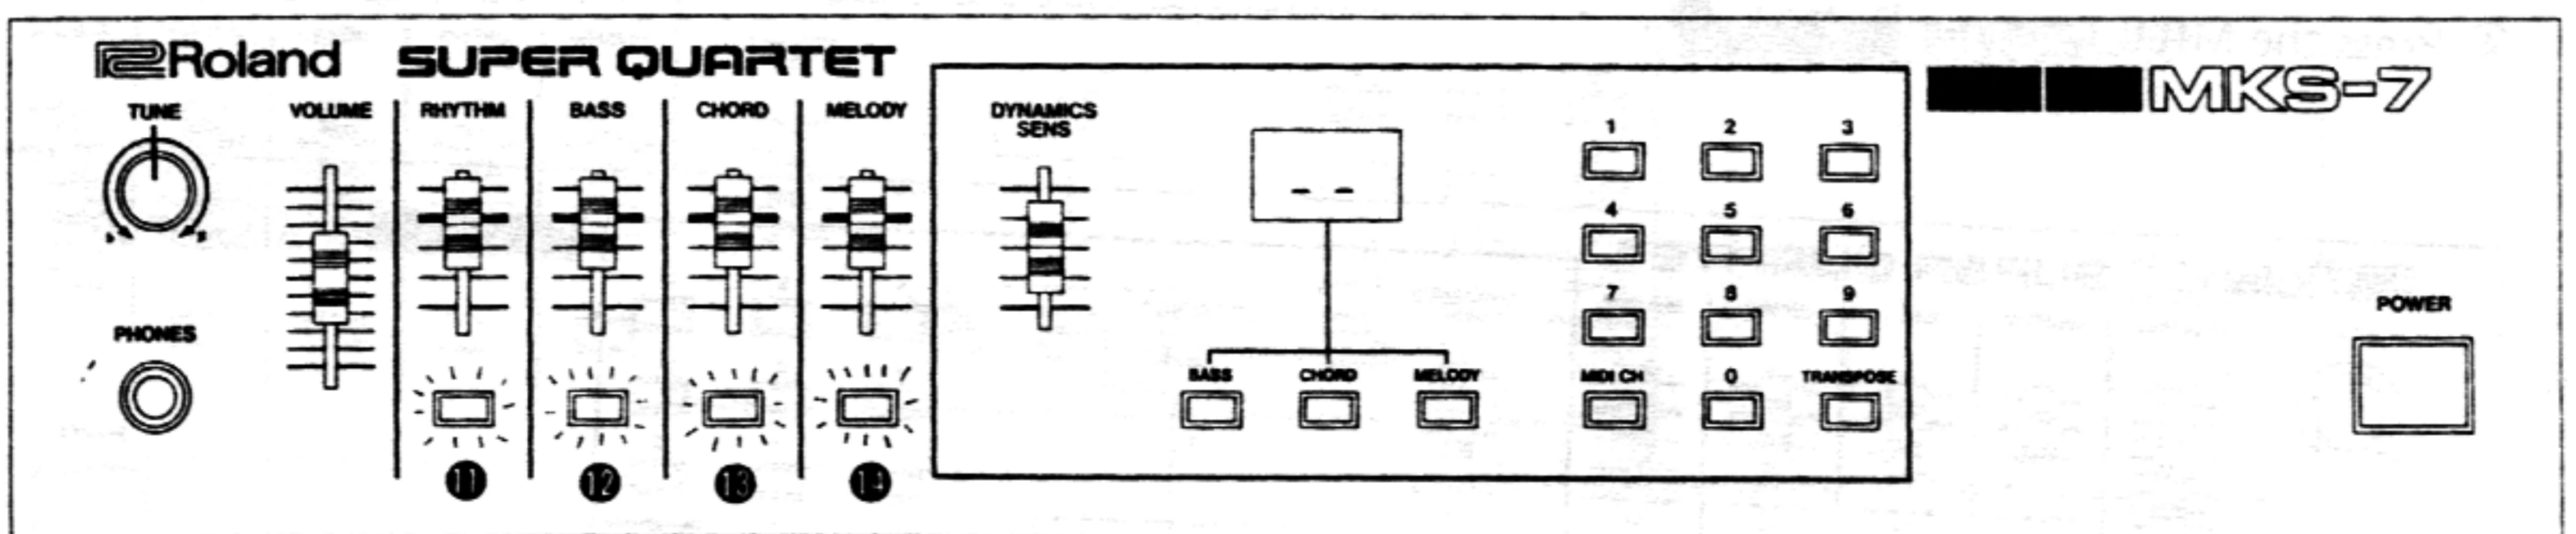 Roland SUPER QUARTET
MKS-7
TUNE VOLUME RHYTHM BASS CHORD MELODY
DYNAMICS
SENS
♭ ♯
PHONES
- -
1 2 3
4 5 6
7 8 9
BASS CHORD MELODY
MIDI CH 0 TRANSPOSE
POWER
11 12 13 14